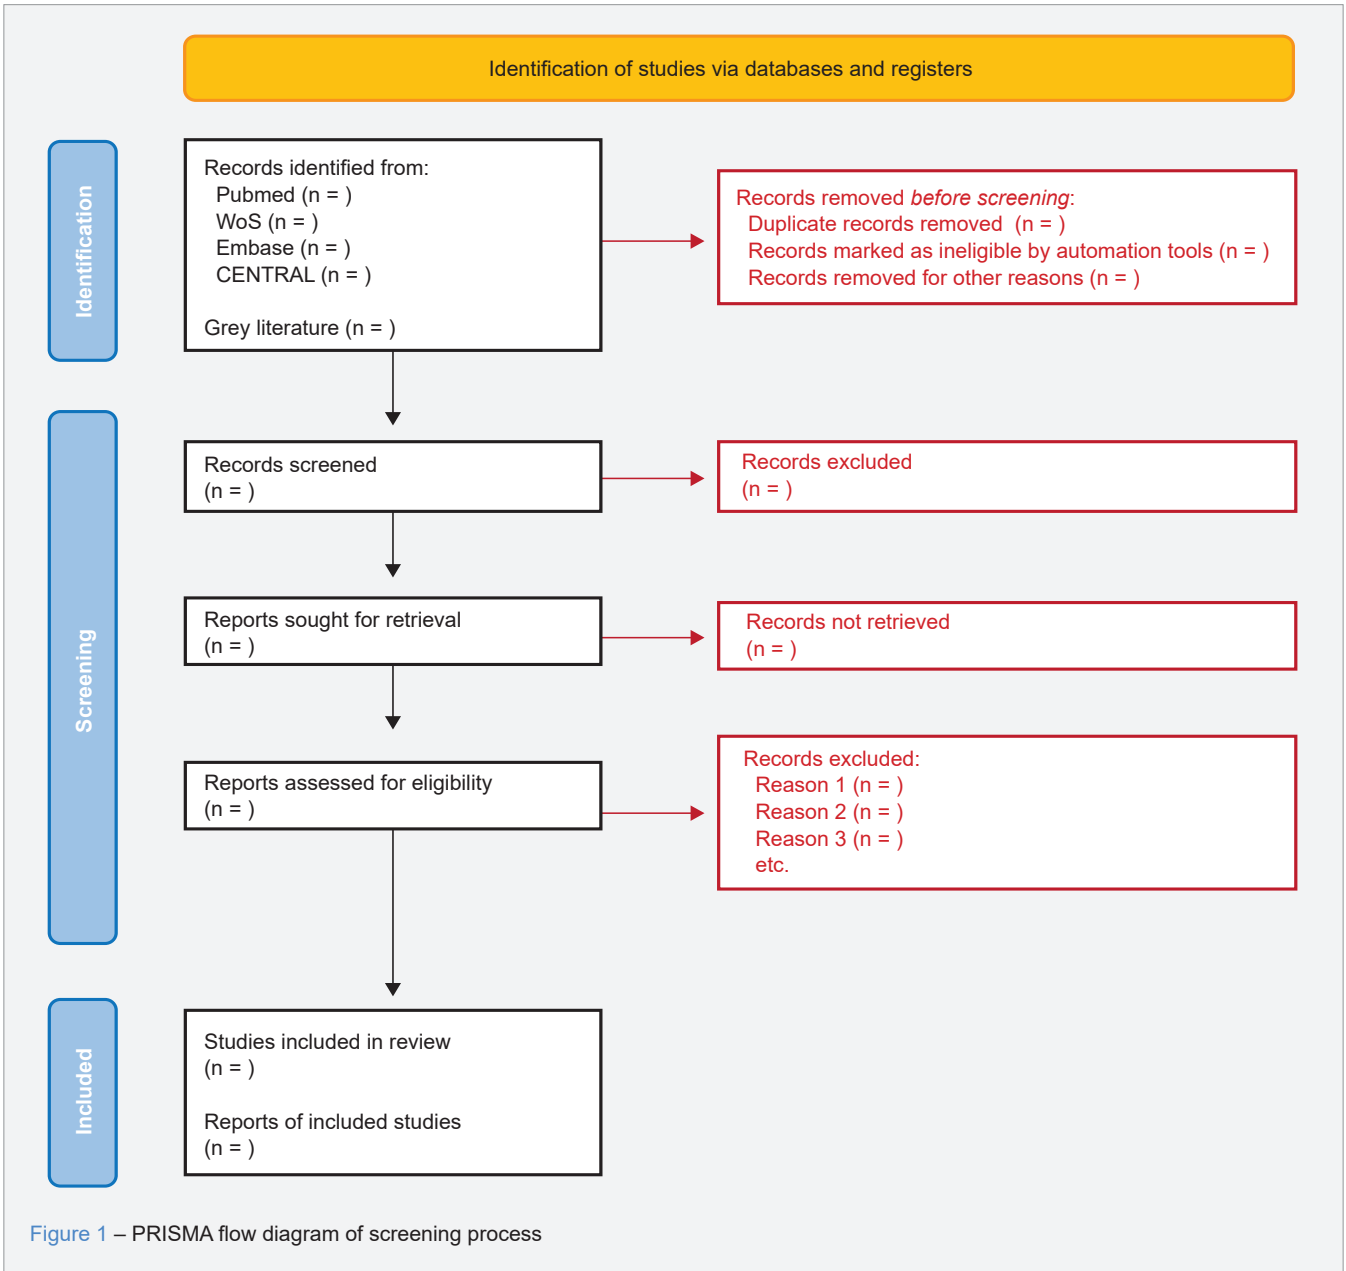 Identification of studies via databases and registers
Identification
Records identified from:
Pubmed (n = )
WoS (n = )
Embase (n = )
CENTRAL (n = )
Grey literature (n = )
Records removed before screening:
Duplicate records removed (n = )
Records marked as ineligible by automation tools (n = )
Records removed for other reasons (n = )
Screening
Records screened
(n = )
Records excluded
(n = )
Reports sought for retrieval
(n = )
Records not retrieved
(n = )
Reports assessed for eligibility
(n = )
Records excluded:
Reason 1 (n = )
Reason 2 (n = )
Reason 3 (n = )
etc.
Included
Studies included in review
(n = )
Reports of included studies
(n = )
Figure 1 – PRISMA flow diagram of screening process